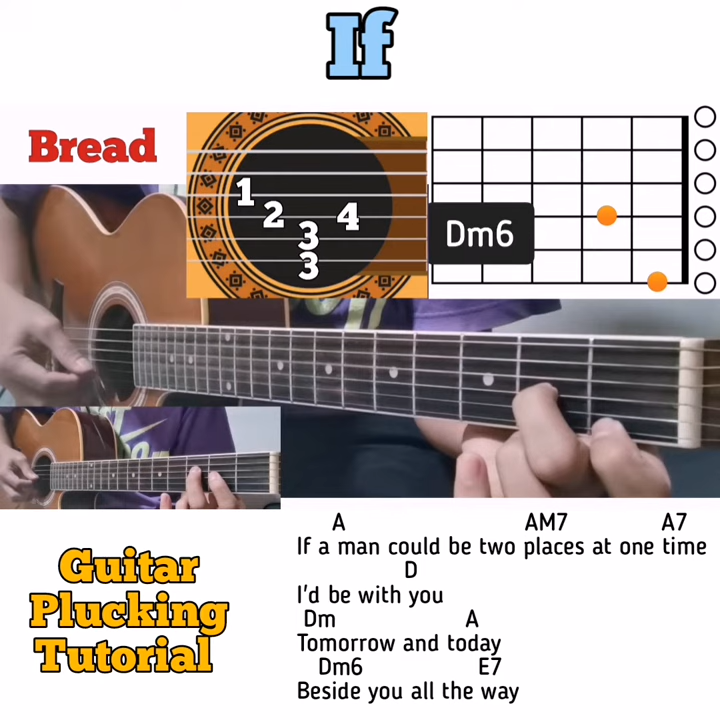 If
Bread
1
2
4
3
3
Dm6
Guitar
Plucking
Tutorial
A AM7 A7
If a man could be two places at one time
D
I'd be with you
Dm A
Tomorrow and today
Dm6 E7
Beside you all the way